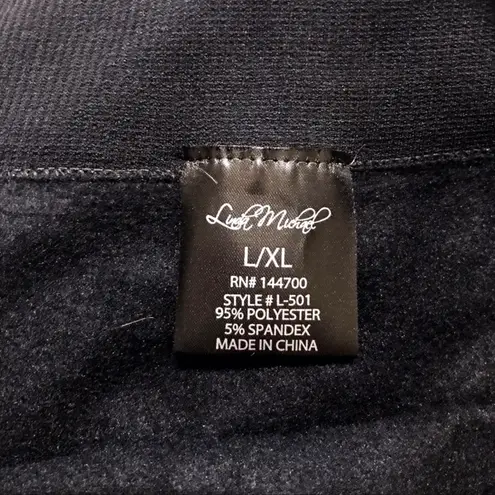 Linda Michael
L/XL
RN# 144700
STYLE # L-501
95% POLYESTER
5% SPANDEX
MADE IN CHINA